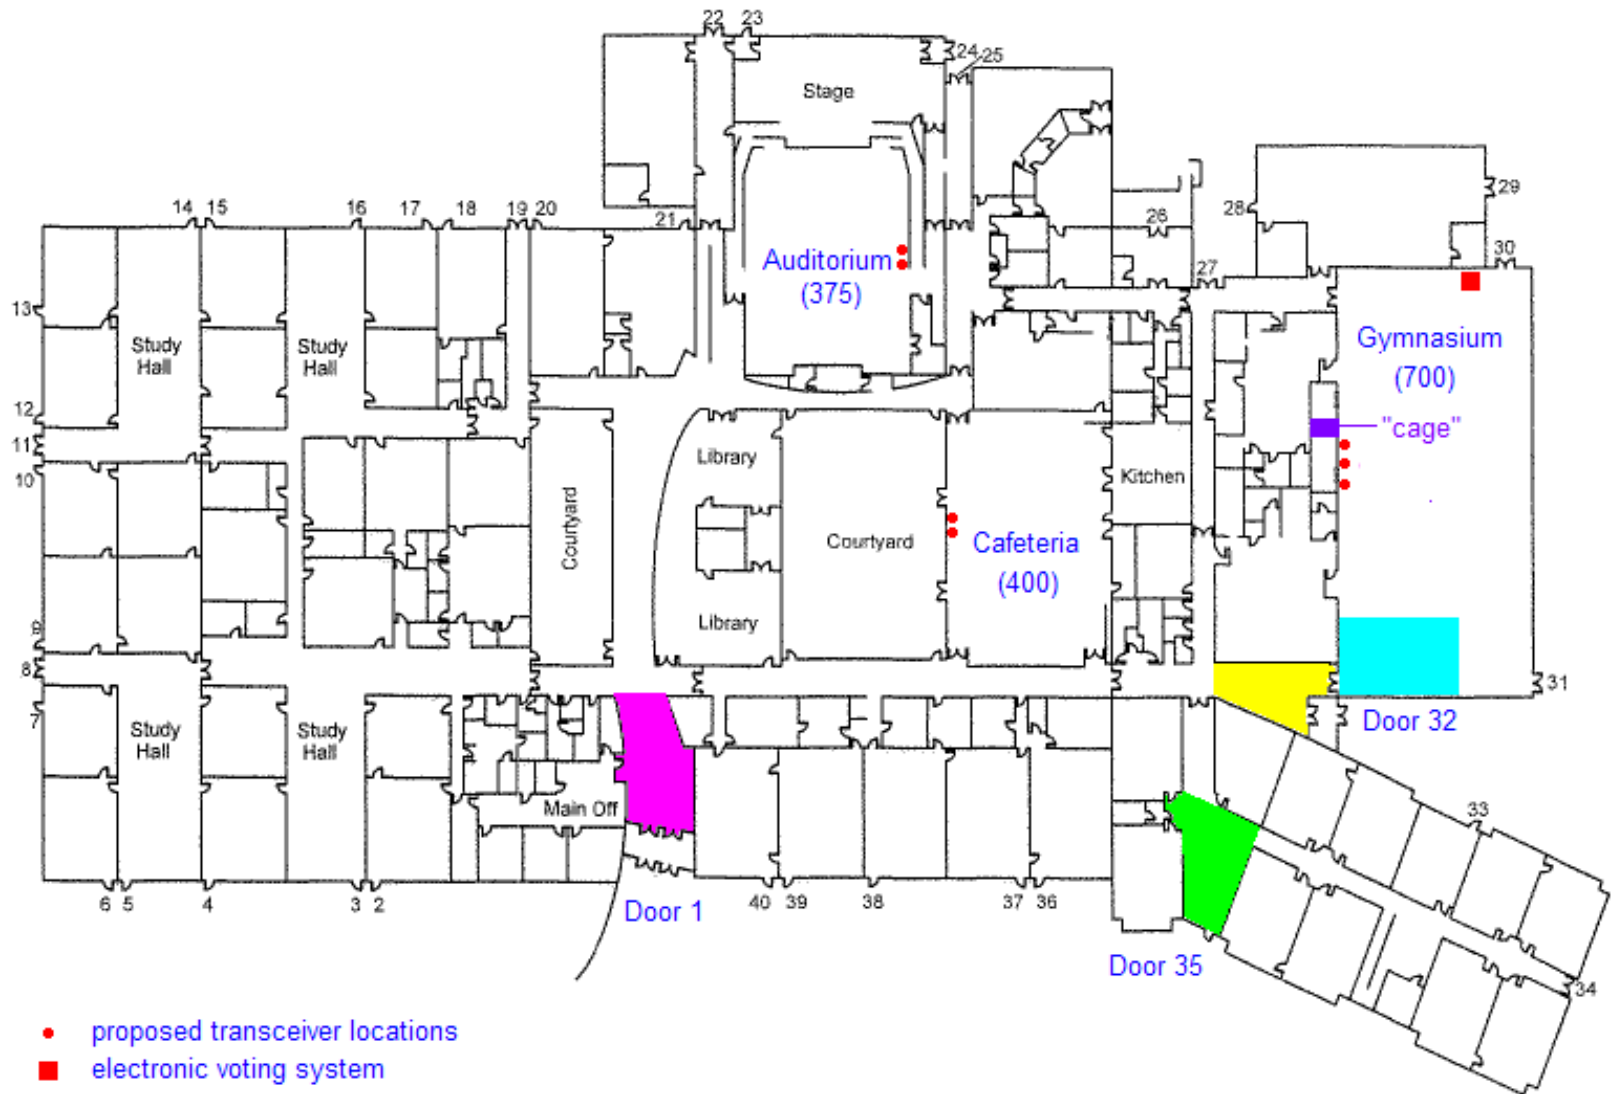 22
23
24
25
Stage
14
15
16
17
18
19
20
21
26
27
28
29
30
13
Auditorium
(375)
Study
Hall
Study
Hall
Gymnasium
(700)
12
11
10
"cage"
Library
Kitchen
Courtyard
Courtyard
Cafeteria
(400)
Library
9
8
7
31
Study
Hall
Study
Hall
Door 32
Main Off
33
6
5
4
3
2
Door 1
40
39
38
37
36
Door 35
34
proposed transceiver locations
electronic voting system